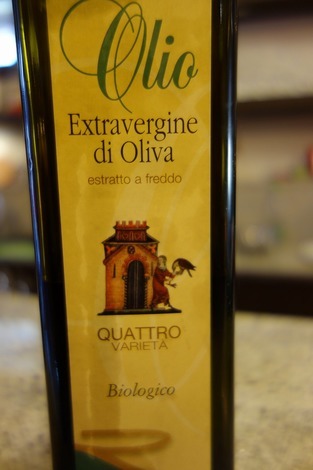 Olio
Extravergine
di Oliva
estratto a freddo
QUATTRO
VARIETÀ
Biologico